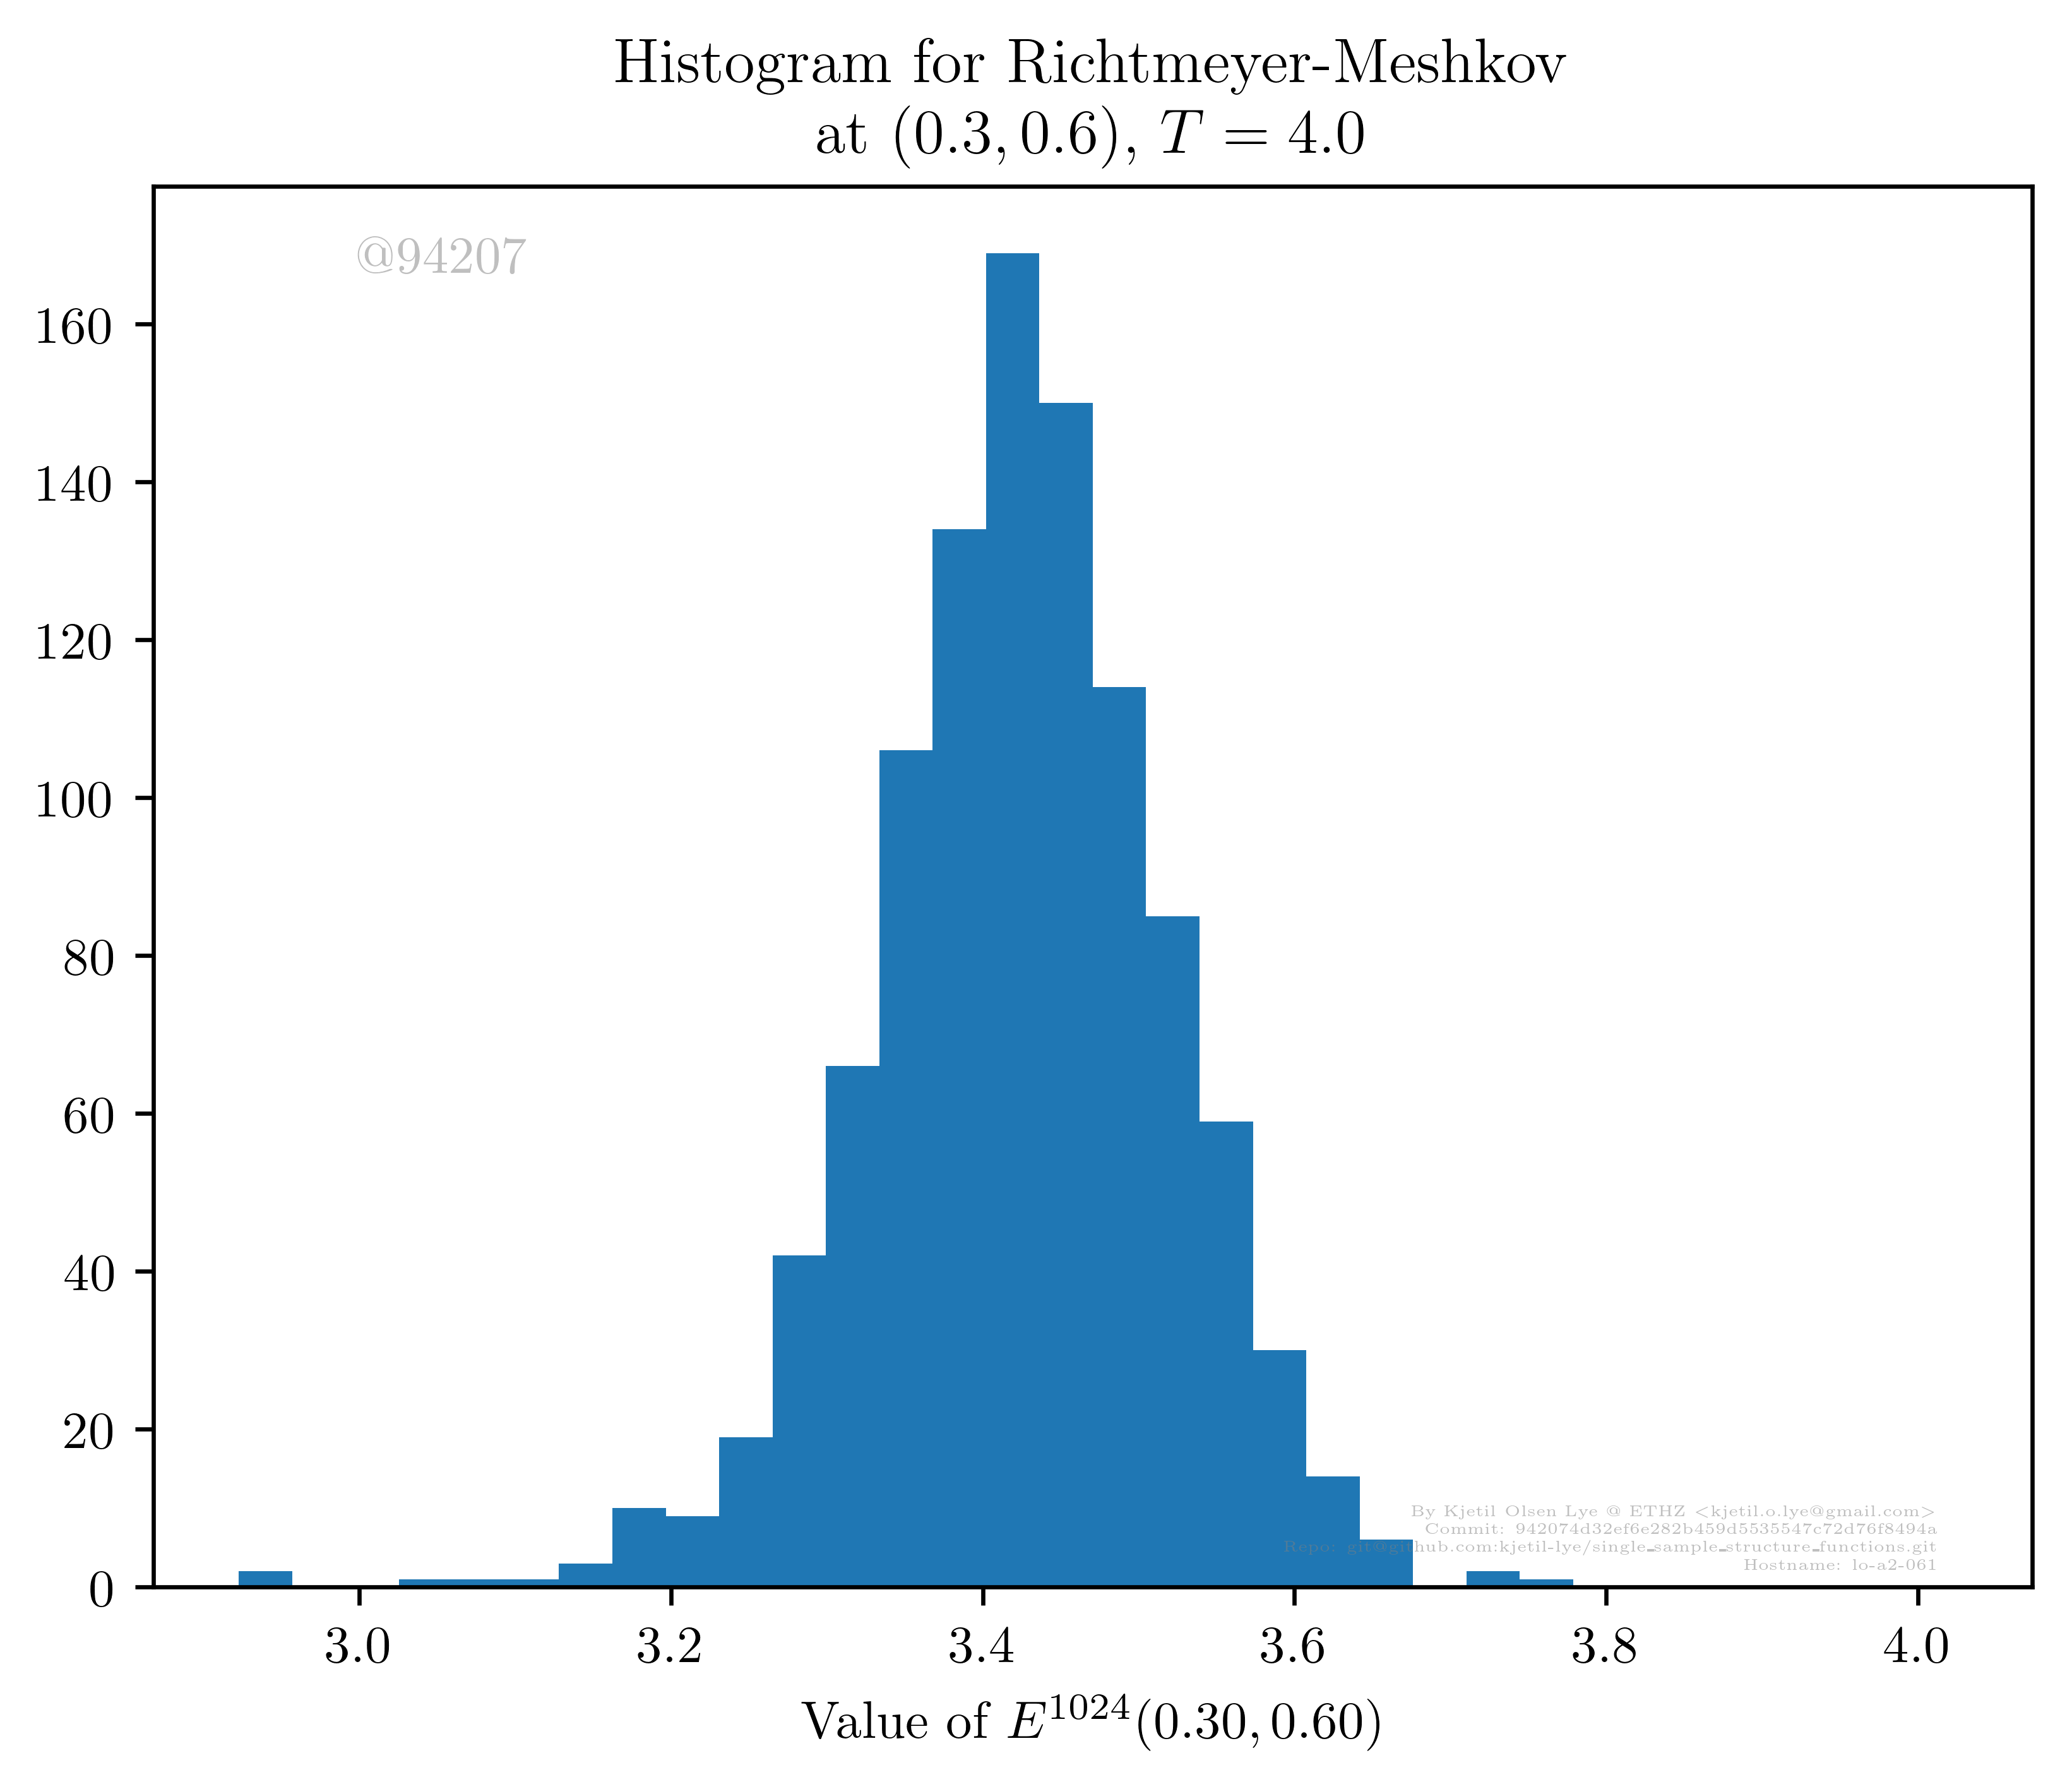 Histogram for Richtmeyer-Meshkov
at (0.3, 0.6), T = 4.0
@94207
160
140
120
100
80
60
40
20
0
By Kjetil Olsen Lye @ ETHZ <kjetil.o.lye@gmail.com>
Commit: 942074d32ef6e282b459d5535547c72d76f8494a
Repo: git@github.com:kjetil-lye/single_sample_structure_functions.git
Hostname: lo-a2-061
3.0 3.2 3.4 3.6 3.8 4.0
Value of E¹⁰²⁴(0.30, 0.60)